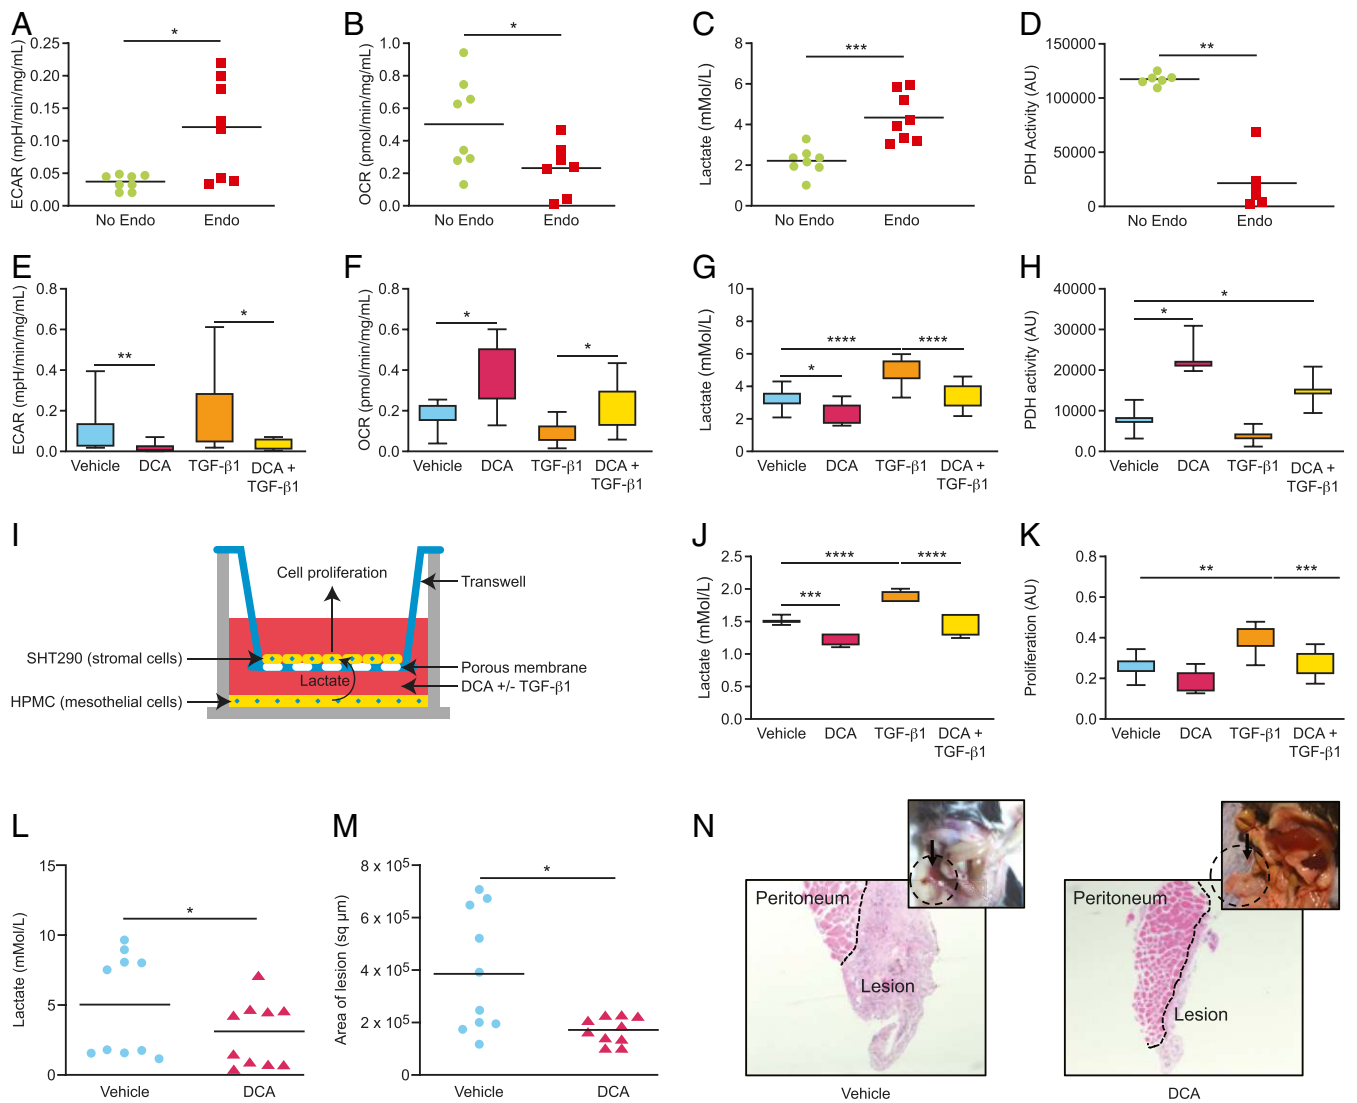 A
ECAR (mpH/min/mg/mL)
0.25
0.20
0.15
0.10
0.05
0.00
*
No Endo
Endo
B
OCR (pmol/min/mg/mL)
1.0
0.8
0.6
0.4
0.2
0.0
*
No Endo
Endo
C
Lactate (mMol/L)
8
6
4
2
0
***
No Endo
Endo
D
PDH Activity (AU)
150000
100000
50000
0
**
No Endo
Endo
E
ECAR (mpH/min/mg/mL)
0.8
0.6
0.4
0.2
0.0
**
*
Vehicle
DCA
TGF-β1
DCA +
TGF-β1
F
OCR (pmol/min/mg/mL)
0.8
0.6
0.4
0.2
0.0
*
*
Vehicle
DCA
TGF-β1
DCA +
TGF-β1
G
Lactate (mMol/L)
10
8
6
4
2
0
****
****
*
Vehicle
DCA
TGF-β1
DCA +
TGF-β1
H
PDH activity (AU)
40000
30000
20000
10000
0
*
*
Vehicle
DCA
TGF-β1
DCA +
TGF-β1
I
Cell proliferation
Transwell
SHT290 (stromal cells)
Porous membrane
Lactate
DCA +/- TGF-β1
HPMC (mesothelial cells)
J
Lactate (mMol/L)
2.5
2.0
1.5
1.0
0.5
0.0
****
****
***
Vehicle
DCA
TGF-β1
DCA +
TGF-β1
K
Proliferation (AU)
0.8
0.6
0.4
0.2
0.0
**
***
Vehicle
DCA
TGF-β1
DCA +
TGF-β1
L
Lactate (mMol/L)
15
10
5
0
*
Vehicle
DCA
M
Area of lesion (sq μm)
8 x 10⁵
6 x 10⁵
4 x 10⁵
2 x 10⁵
0
*
Vehicle
DCA
N
Peritoneum
Lesion
Vehicle
Peritoneum
Lesion
DCA